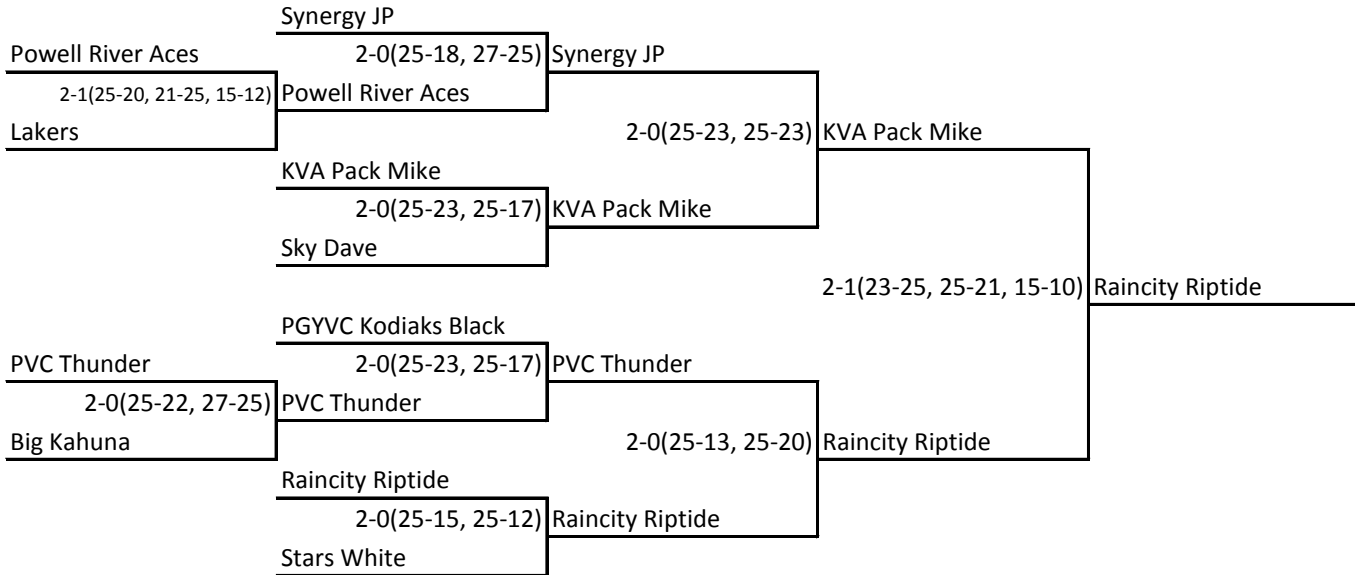 Synergy JP
Powell River Aces
2-0(25-18, 27-25) Synergy JP
2-1(25-20, 21-25, 15-12) Powell River Aces
Lakers
2-0(25-23, 25-23) KVA Pack Mike
KVA Pack Mike
2-0(25-23, 25-17) KVA Pack Mike
Sky Dave
2-1(23-25, 25-21, 15-10) Raincity Riptide
PGYVC Kodiaks Black
PVC Thunder
2-0(25-23, 25-17) PVC Thunder
2-0(25-22, 27-25) PVC Thunder
Big Kahuna
2-0(25-13, 25-20) Raincity Riptide
Raincity Riptide
2-0(25-15, 25-12) Raincity Riptide
Stars White